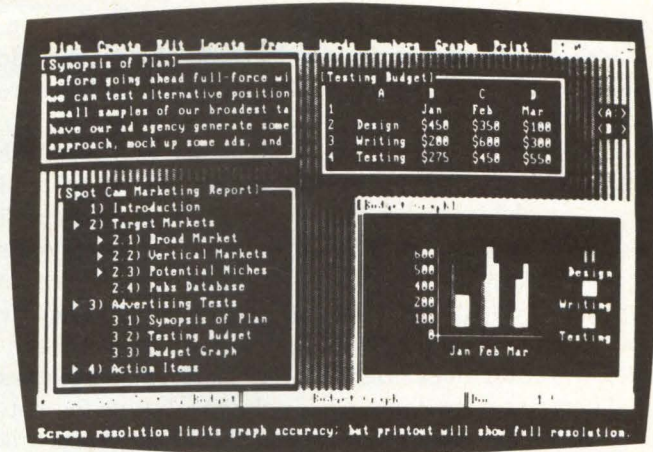 Disk Create Edit Locate Frames Words Numbers Graphs Print
[Synopsis of Plan]
Before going ahead full-force wi
we can test alternative position
small samples of our broadest ta
have our ad agency generate some
approach, mock up some ads, and
[Testing Budget]
A B C D
1 Jan Feb Mar
2 Design $450 $350 $100
3 Writing $200 $600 $300
4 Testing $275 $450 $550
<A:>
<B >
[Spot Cam Marketing Report]
1) Introduction
▶ 2) Target Markets
▶ 2.1) Broad Market
▶ 2.2) Vertical Markets
▶ 2.3) Potential Niches
2.4) Pubs Database
▶ 3) Advertising Tests
3 1) Synopsis of Plan
3 2) Testing Budget
3 3) Budget Graph
▶ 4) Action Items
[Budget Graph]
600
500
400
200
100
0
Jan Feb Mar
Design
Writing
Testing
Budget
Screen resolution limits graph accuracy; but printout will show full resolution.